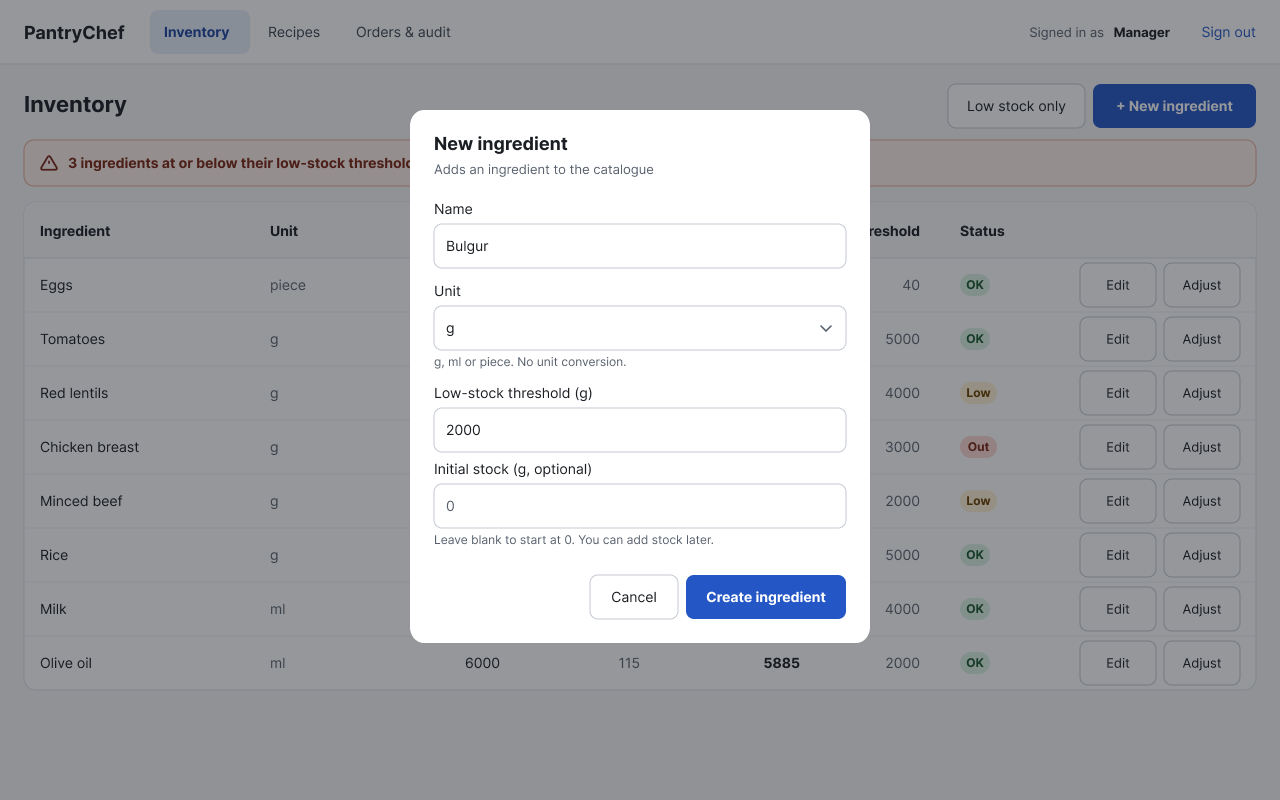 PantryChef Inventory Recipes Orders & audit Signed in as Manager Sign out
Inventory Low stock only + New ingredient
3 ingredients at or below their low-stock threshold
Ingredient Unit reshold Status
Eggs piece 40 OK Edit Adjust
Tomatoes g 5000 OK Edit Adjust
Red lentils g 4000 Low Edit Adjust
Chicken breast g 3000 Out Edit Adjust
Minced beef g 2000 Low Edit Adjust
Rice g 5000 OK Edit Adjust
Milk ml 4000 OK Edit Adjust
Olive oil ml 6000 115 5885 2000 OK Edit Adjust
New ingredient
Adds an ingredient to the catalogue
Name
Bulgur
Unit
g
g, ml or piece. No unit conversion.
Low-stock threshold (g)
2000
Initial stock (g, optional)
0
Leave blank to start at 0. You can add stock later.
Cancel Create ingredient